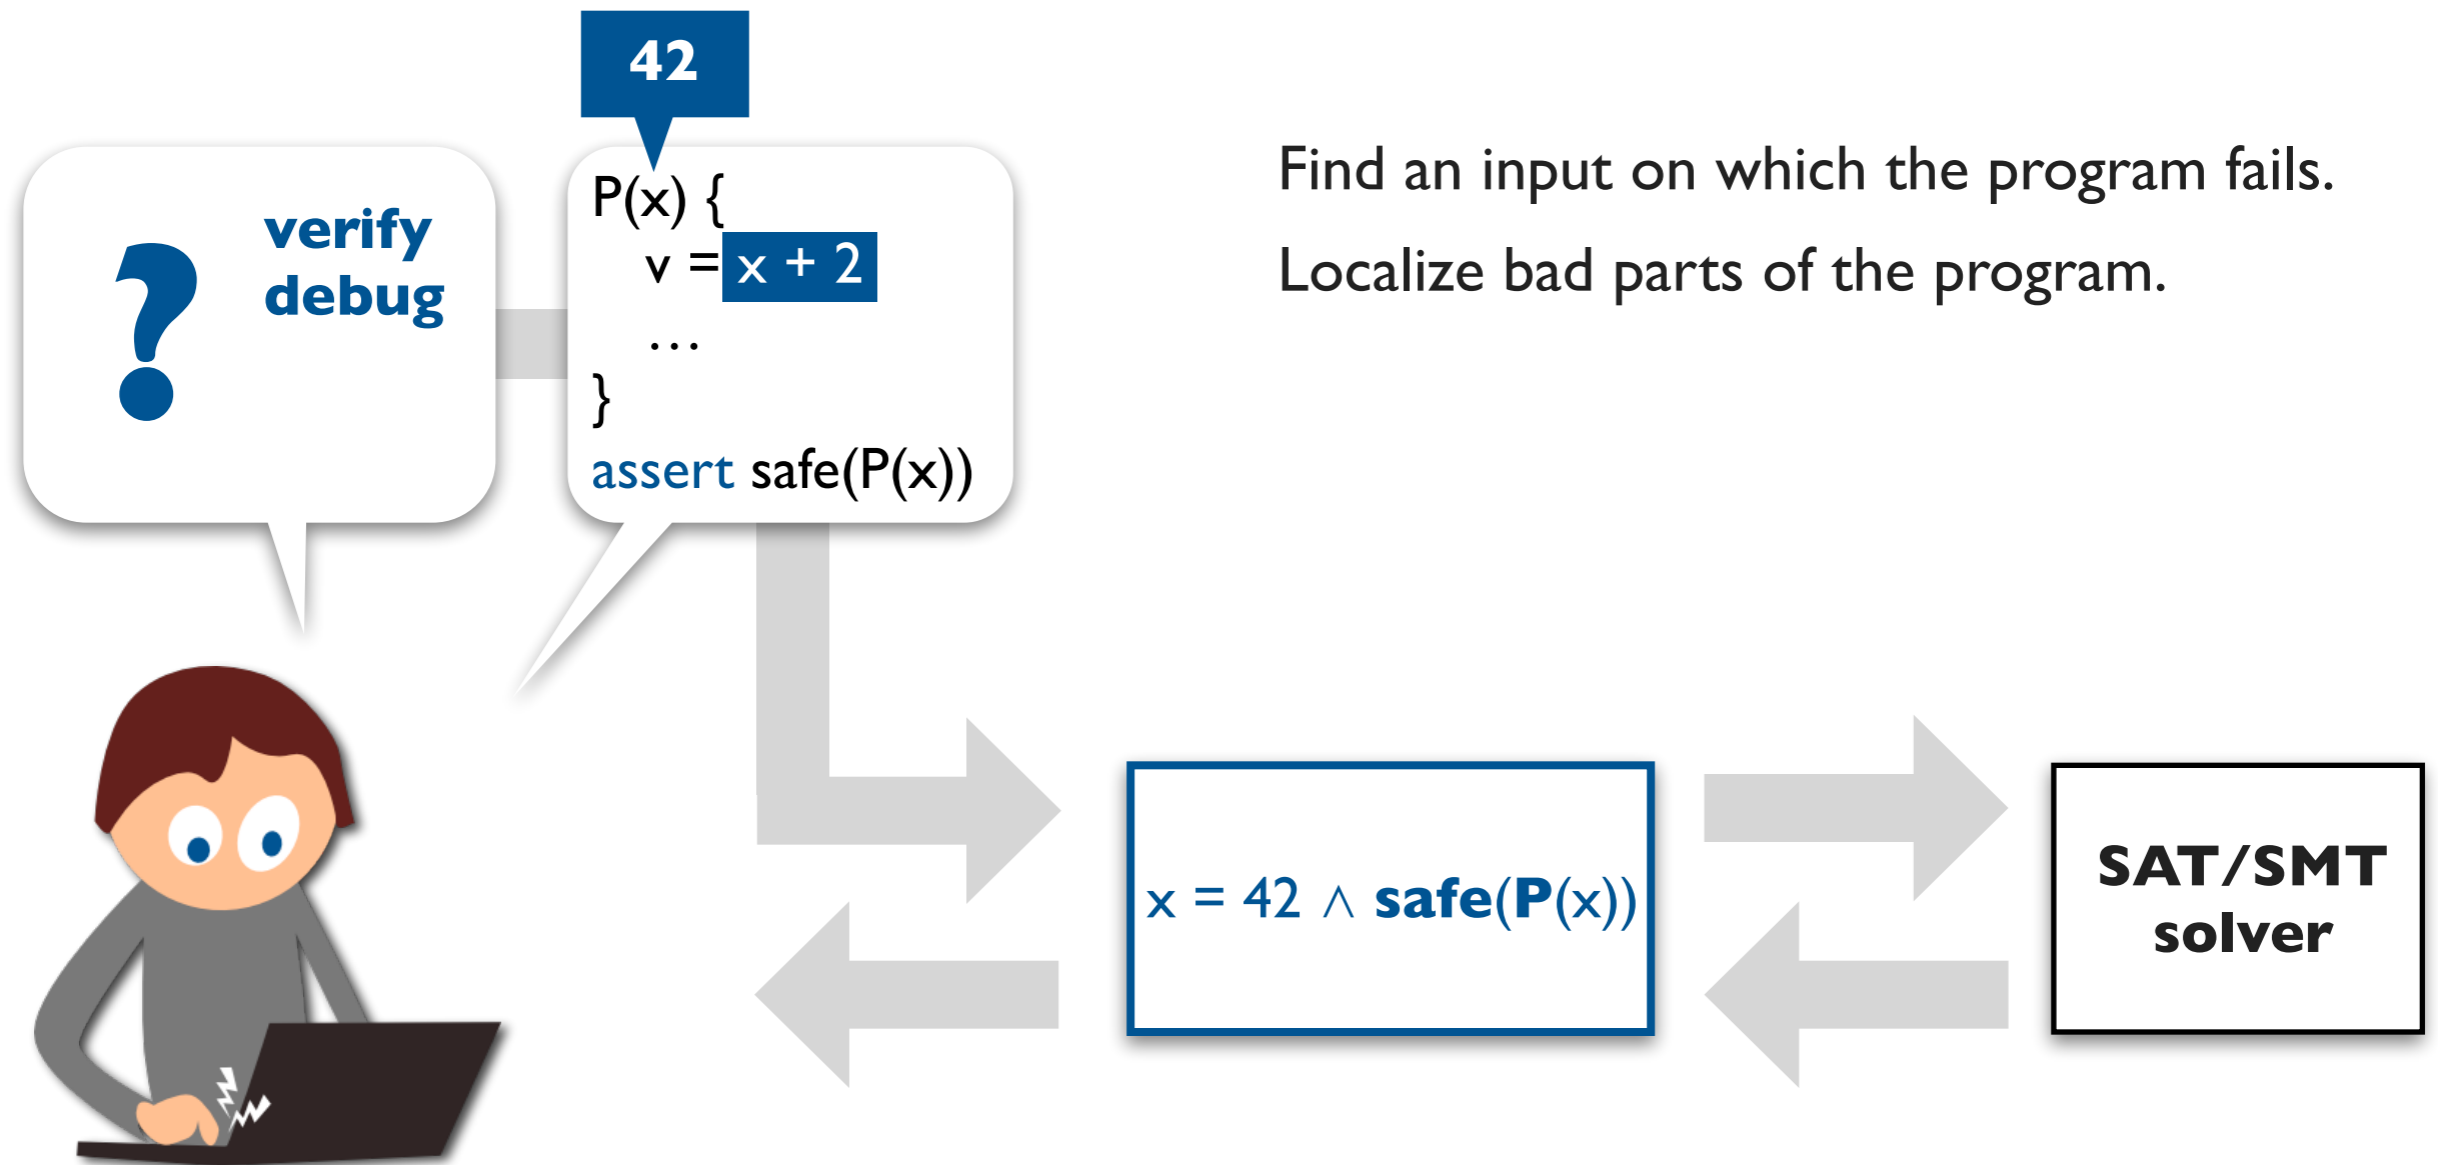 42
?
verify
debug
P(x) {
v = x + 2
…
}
assert safe(P(x))
Find an input on which the program fails.
Localize bad parts of the program.
x = 42 ∧ safe(P(x))
SAT/SMT
solver